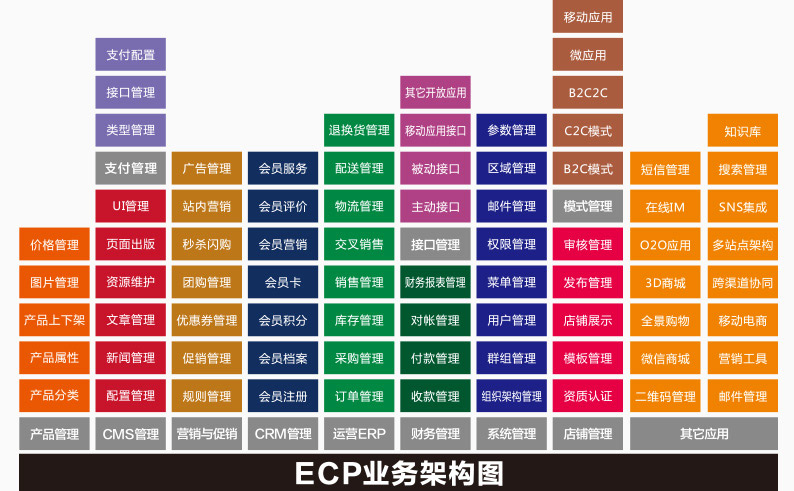 移动应用
支付配置 微应用
接口管理 其它开放应用 B2C2C
类型管理 退换货管理 移动应用接口 参数管理 C2C模式 知识库
支付管理 广告管理 会员服务 配送管理 被动接口 区域管理 B2C模式 短信管理 搜索管理
UI管理 站内营销 会员评价 物流管理 主动接口 邮件管理 模式管理 在线IM SNS集成
价格管理 页面出版 秒杀闪购 会员营销 交叉销售 接口管理 权限管理 审核管理 O2O应用 多站点架构
图片管理 资源维护 团购管理 会员卡 销售管理 财务报表管理 菜单管理 发布管理 3D商城 跨渠道协同
产品上下架 文章管理 优惠券管理 会员积分 库存管理 对帐管理 用户管理 店铺展示 全景购物 移动电商
产品属性 新闻管理 促销管理 会员档案 采购管理 付款管理 群组管理 模板管理 微信商城 营销工具
产品分类 配置管理 规则管理 会员注册 订单管理 收款管理 组织架构管理 资质认证 二维码管理 邮件管理
产品管理 CMS管理 营销与促销 CRM管理 运营ERP 财务管理 系统管理 店铺管理 其它应用
ECP业务架构图